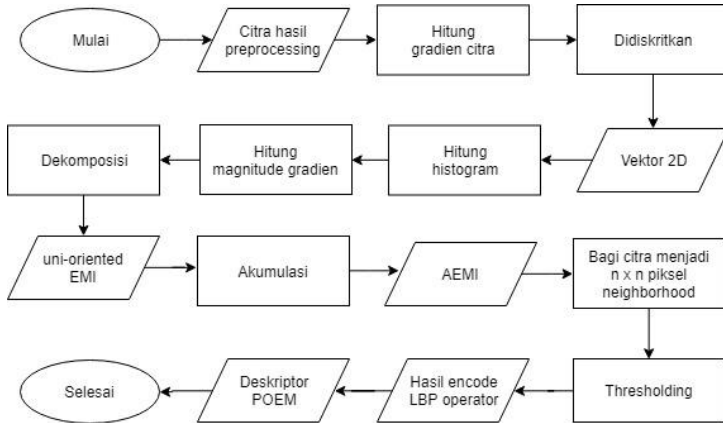 Mulai
Citra hasil
preprocessing
Hitung
gradien citra
Didiskritkan
Vektor 2D
Hitung
histogram
Hitung
magnitude gradien
Dekomposisi
uni-oriented
EMI
Akumulasi
AEMI
Bagi citra menjadi
n x n piksel
neighborhood
Thresholding
Hasil encode
LBP operator
Deskriptor
POEM
Selesai